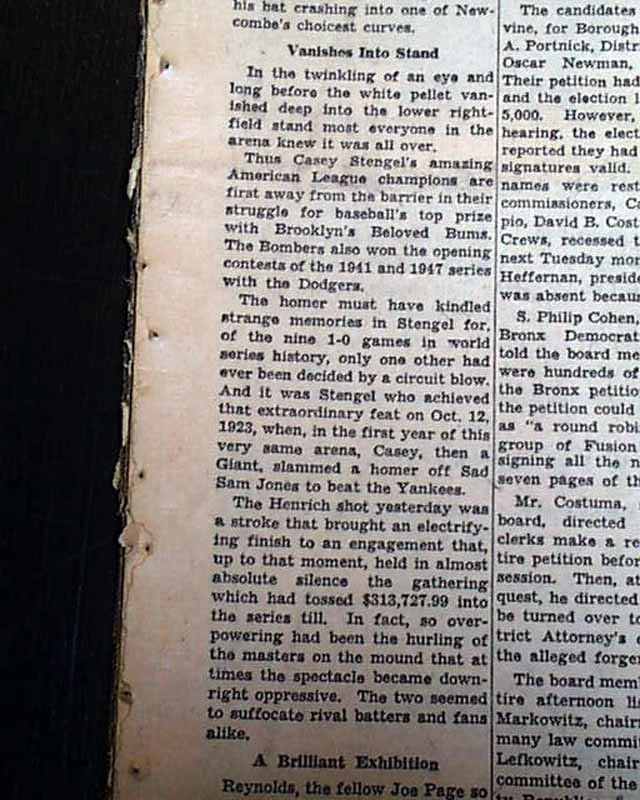 his bat crashing into one of New-
combe's choicest curves.
Vanishes Into Stand
In the twinkling of an eye and
long before the white pellet van-
ished deep into the lower right-
field stand most everyone in the
arena knew it was all over.
Thus Casey Stengel's amazing
American League champions are
first away from the barrier in their
struggle for baseball's top prize
with Brooklyn's Beloved Bums.
The Bombers also won the opening
contests of the 1941 and 1947 series
with the Dodgers.
The homer must have kindled
strange memories in Stengel for,
of the nine 1-0 games in world
series history, only one other had
ever been decided by a circuit blow.
And it was Stengel who achieved
that extraordinary feat on Oct. 12,
1923, when, in the first year of this
very same arena, Casey, then a
Giant, slammed a homer off Sad
Sam Jones to beat the Yankees.
The Henrich shot yesterday was
a stroke that brought an electrify-
ing finish to an engagement that,
up to that moment, held in almost
absolute silence the gathering
which had tossed $313,727.99 into
the series till. In fact, so over-
powering had been the hurling of
the masters on the mound that at
times the spectacle became down-
right oppressive. The two seemed
to suffocate rival batters and fans
alike.
A Brilliant Exhibition
Reynolds, the fellow Joe Page so
The candidates
vine, for Borough
A. Portnick, Distr
Oscar Newman,
Their petition had
and the election l
5,000. However,
hearing, the elect
reported they had
signatures valid.
names were rest
commissioners, Ca
pio, David B. Cost
Crews, recessed t
next Tuesday mor
Heffernan, preside
was absent becaus
S. Philip Cohen,
Bronx Democrat
told the board me
were hundreds of
the Bronx petitio
the petition could
as "a round robi
group of Fusion
signing all the n
seven pages of th
Mr. Costuma,
board, directed
clerks make a re
tire petition befor
session. Then, at
quest, he directed
be turned over to
trict Attorney's
the alleged forger
The board mem
tire afternoon li
Markowitz, chair
many law commit
Lefkowitz, chair
committee of the